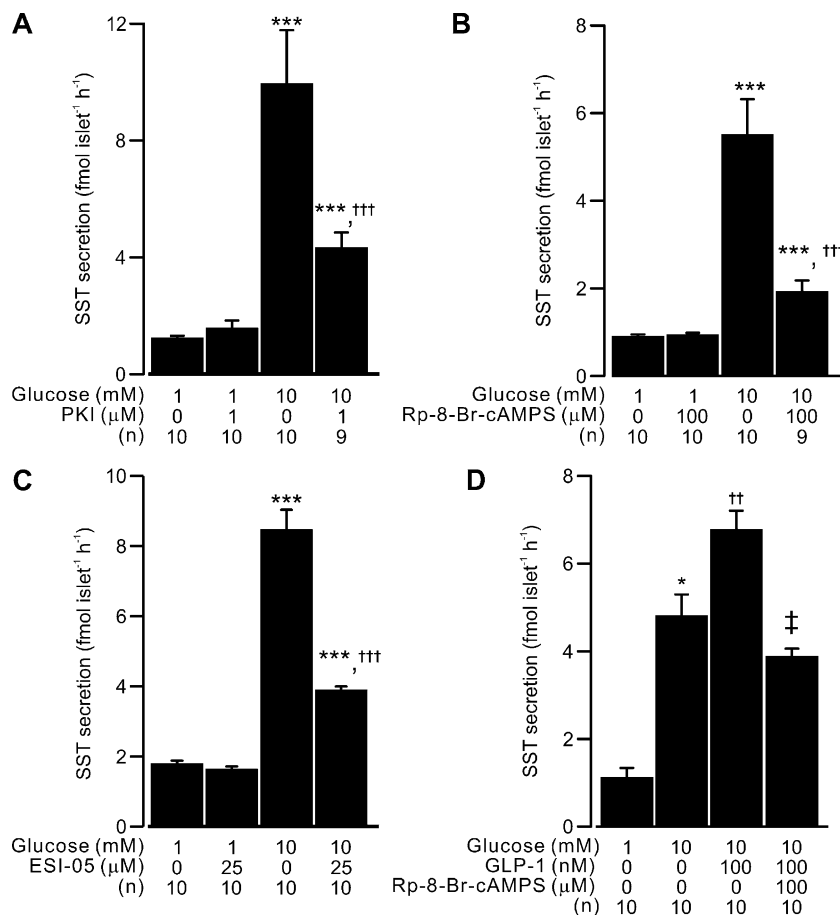 A
SST secretion (fmol islet⁻¹ h⁻¹)
12
8
4
0
***
***, †††
Glucose (mM) 1 1 10 10
PKI (μM) 0 1 0 1
(n) 10 10 10 9
B
SST secretion (fmol islet⁻¹ h⁻¹)
8
6
4
2
0
***
***, †††
Glucose (mM) 1 1 10 10
Rp-8-Br-cAMPS (μM) 0 100 0 100
(n) 10 10 10 9
C
SST secretion (fmol islet⁻¹ h⁻¹)
10
8
6
4
2
0
***
***, †††
Glucose (mM) 1 1 10 10
ESI-05 (μM) 0 25 0 25
(n) 10 10 10 10
D
SST secretion (fmol islet⁻¹ h⁻¹)
8
6
4
2
0
*
††
‡
Glucose (mM) 1 10 10 10
GLP-1 (nM) 0 0 100 100
Rp-8-Br-cAMPS (μM) 0 0 0 100
(n) 10 10 10 10